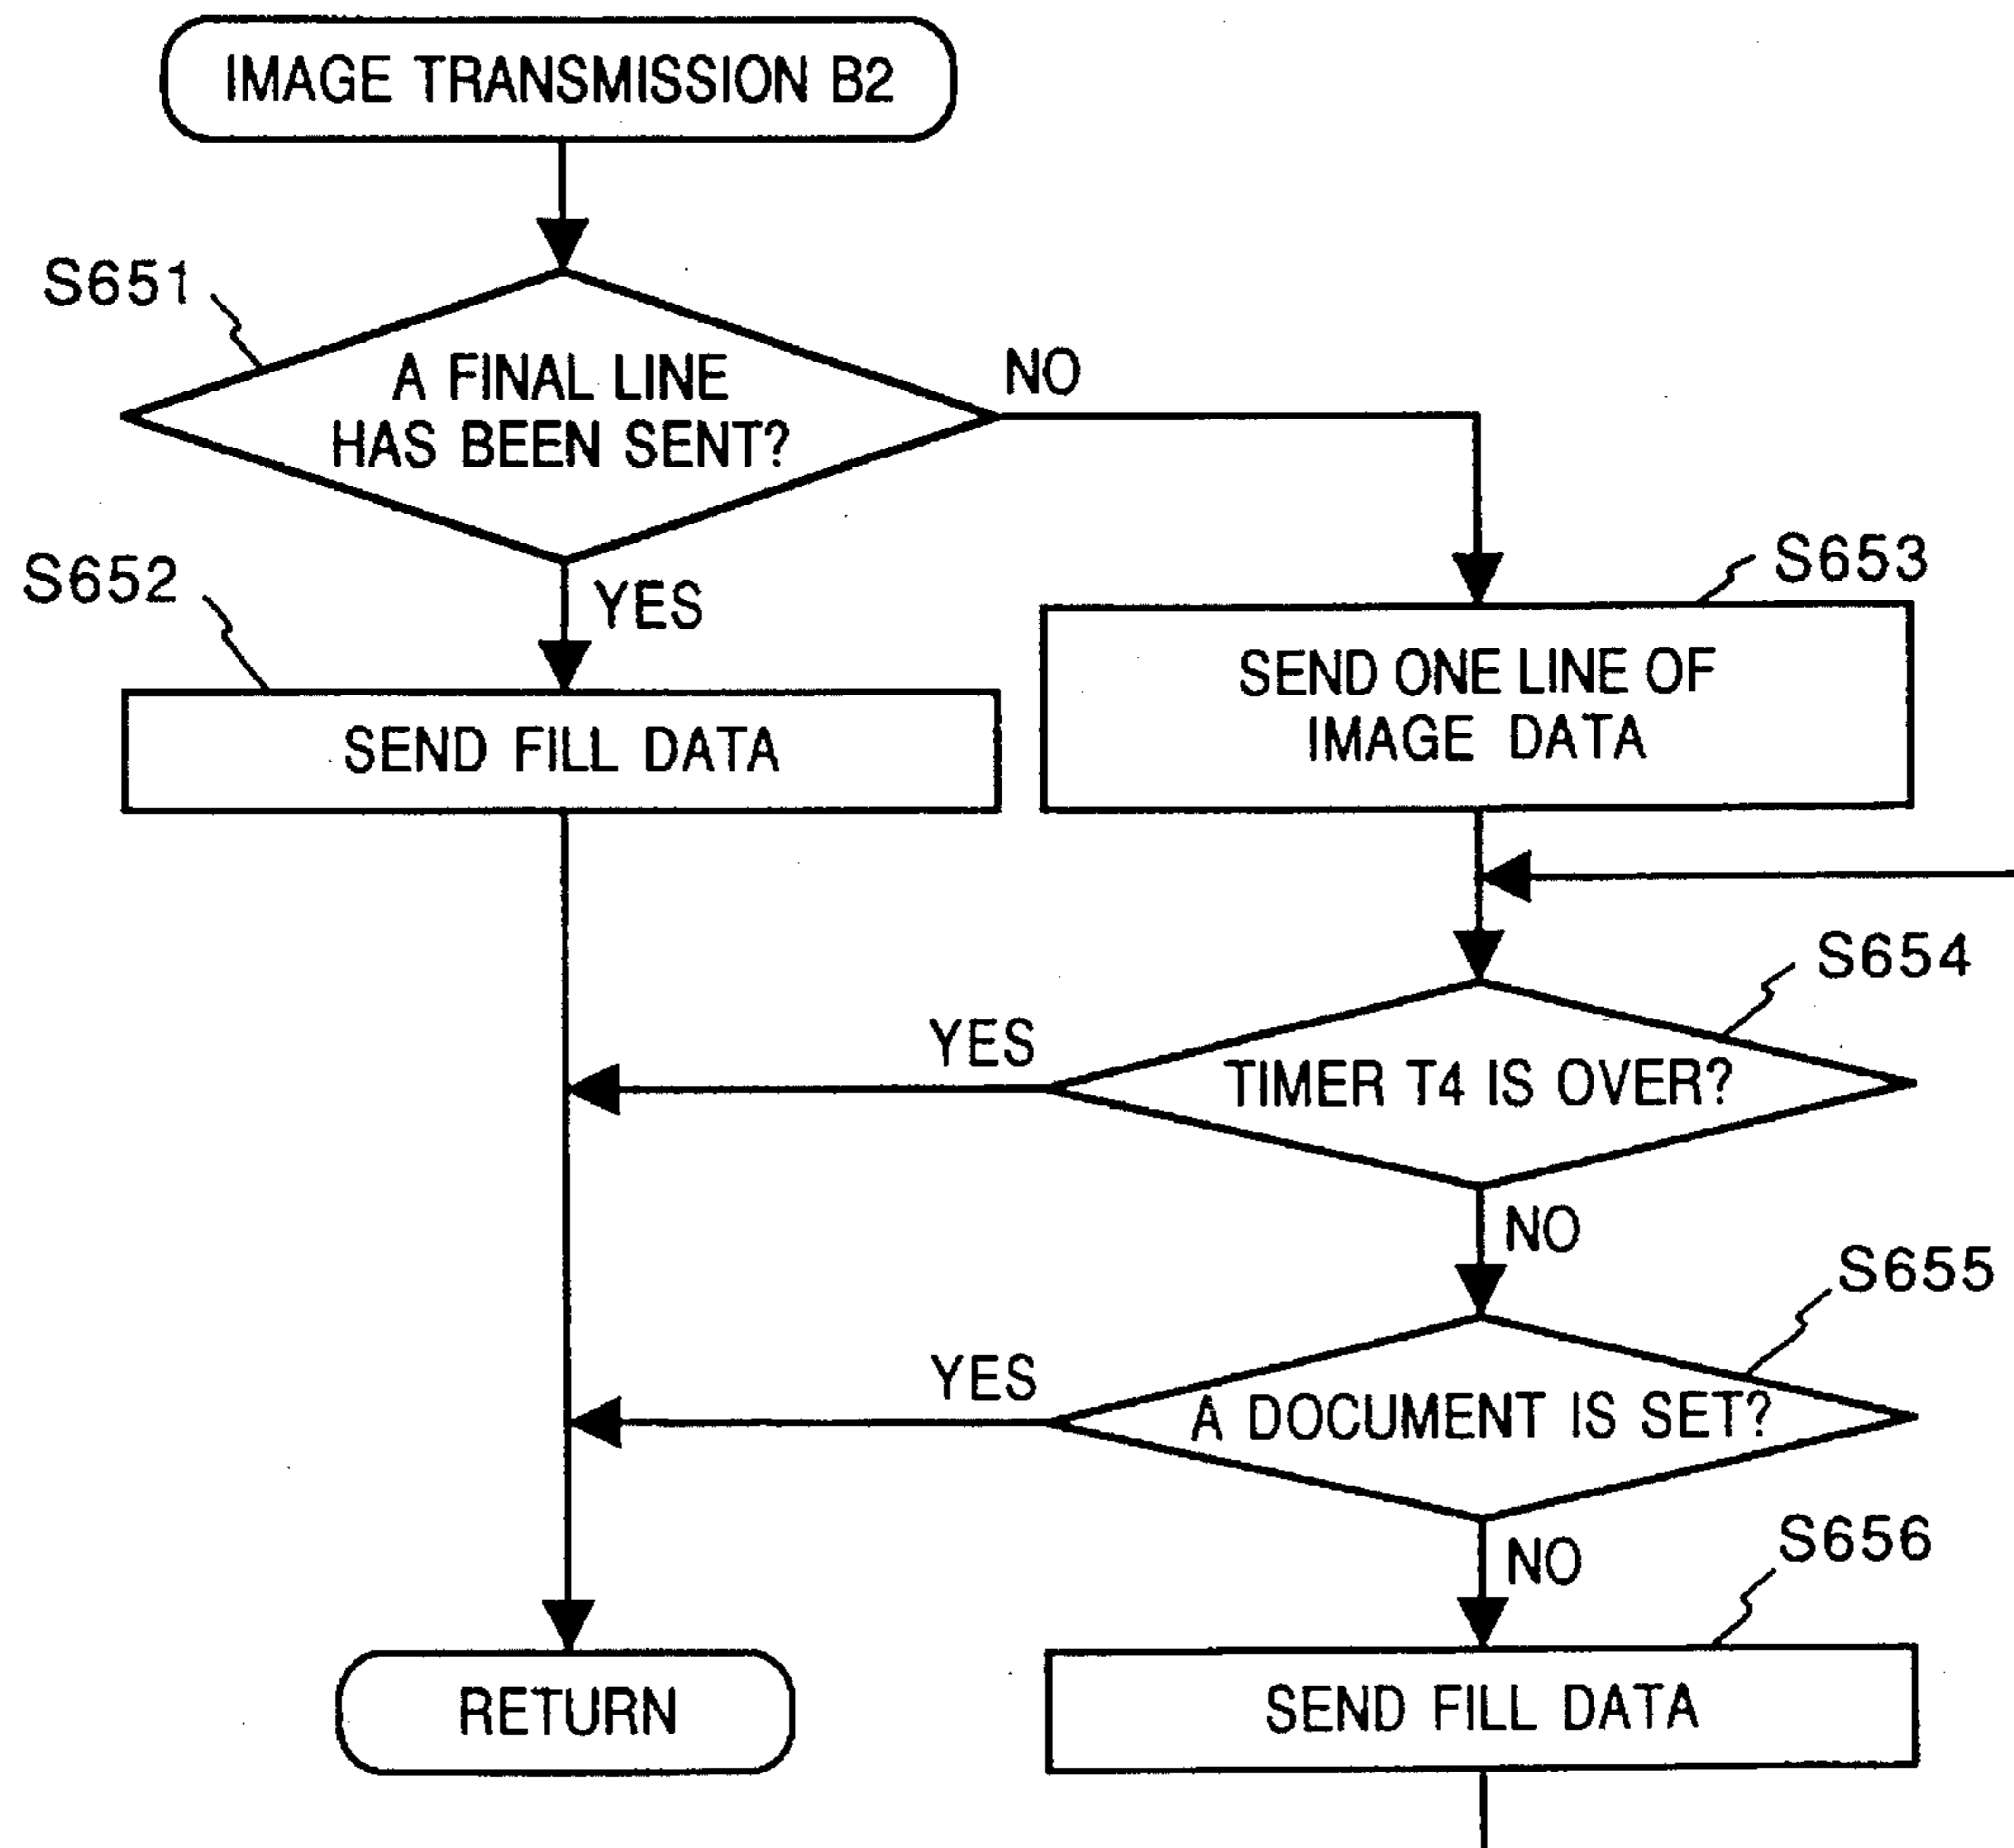 IMAGE TRANSMISSION B2
S651
A FINAL LINE
HAS BEEN SENT?
NO
S652
YES
S653
SEND FILL DATA
SEND ONE LINE OF
IMAGE DATA
S654
YES
TIMER T4 IS OVER?
NO
S655
YES
A DOCUMENT IS SET?
NO
S656
RETURN
SEND FILL DATA